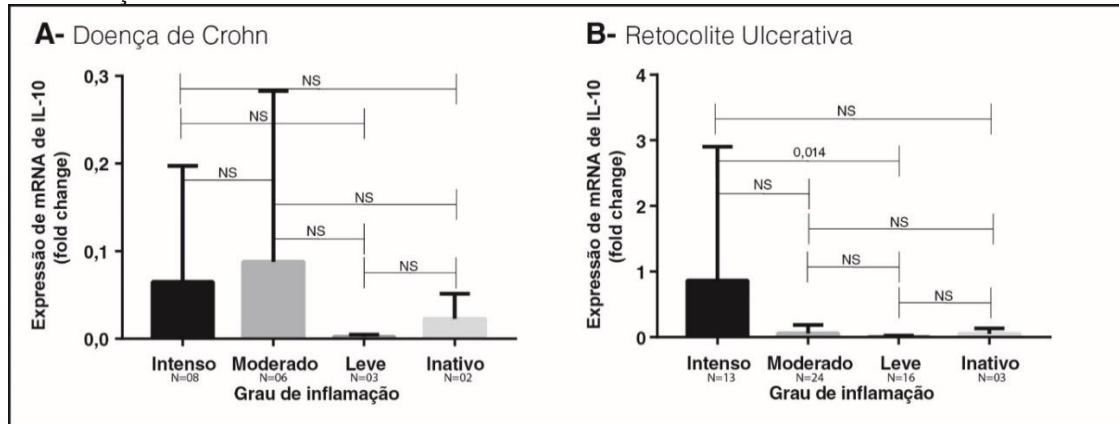 A- Doença de Crohn
Expressão de mRNA de IL-10
(fold change)
0,3
0,2
0,1
0,0
NS
NS
NS
NS
NS
NS
Intenso Moderado Leve Inativo
N=08 N=06 N=03 N=02
Grau de inflamação
B- Retocolite Ulcerativa
Expressão de mRNA de IL-10
(fold change)
4
3
2
1
0
NS
0,014
NS
NS
NS
NS
Intenso Moderado Leve Inativo
N=13 N=24 N=16 N=03
Grau de inflamação